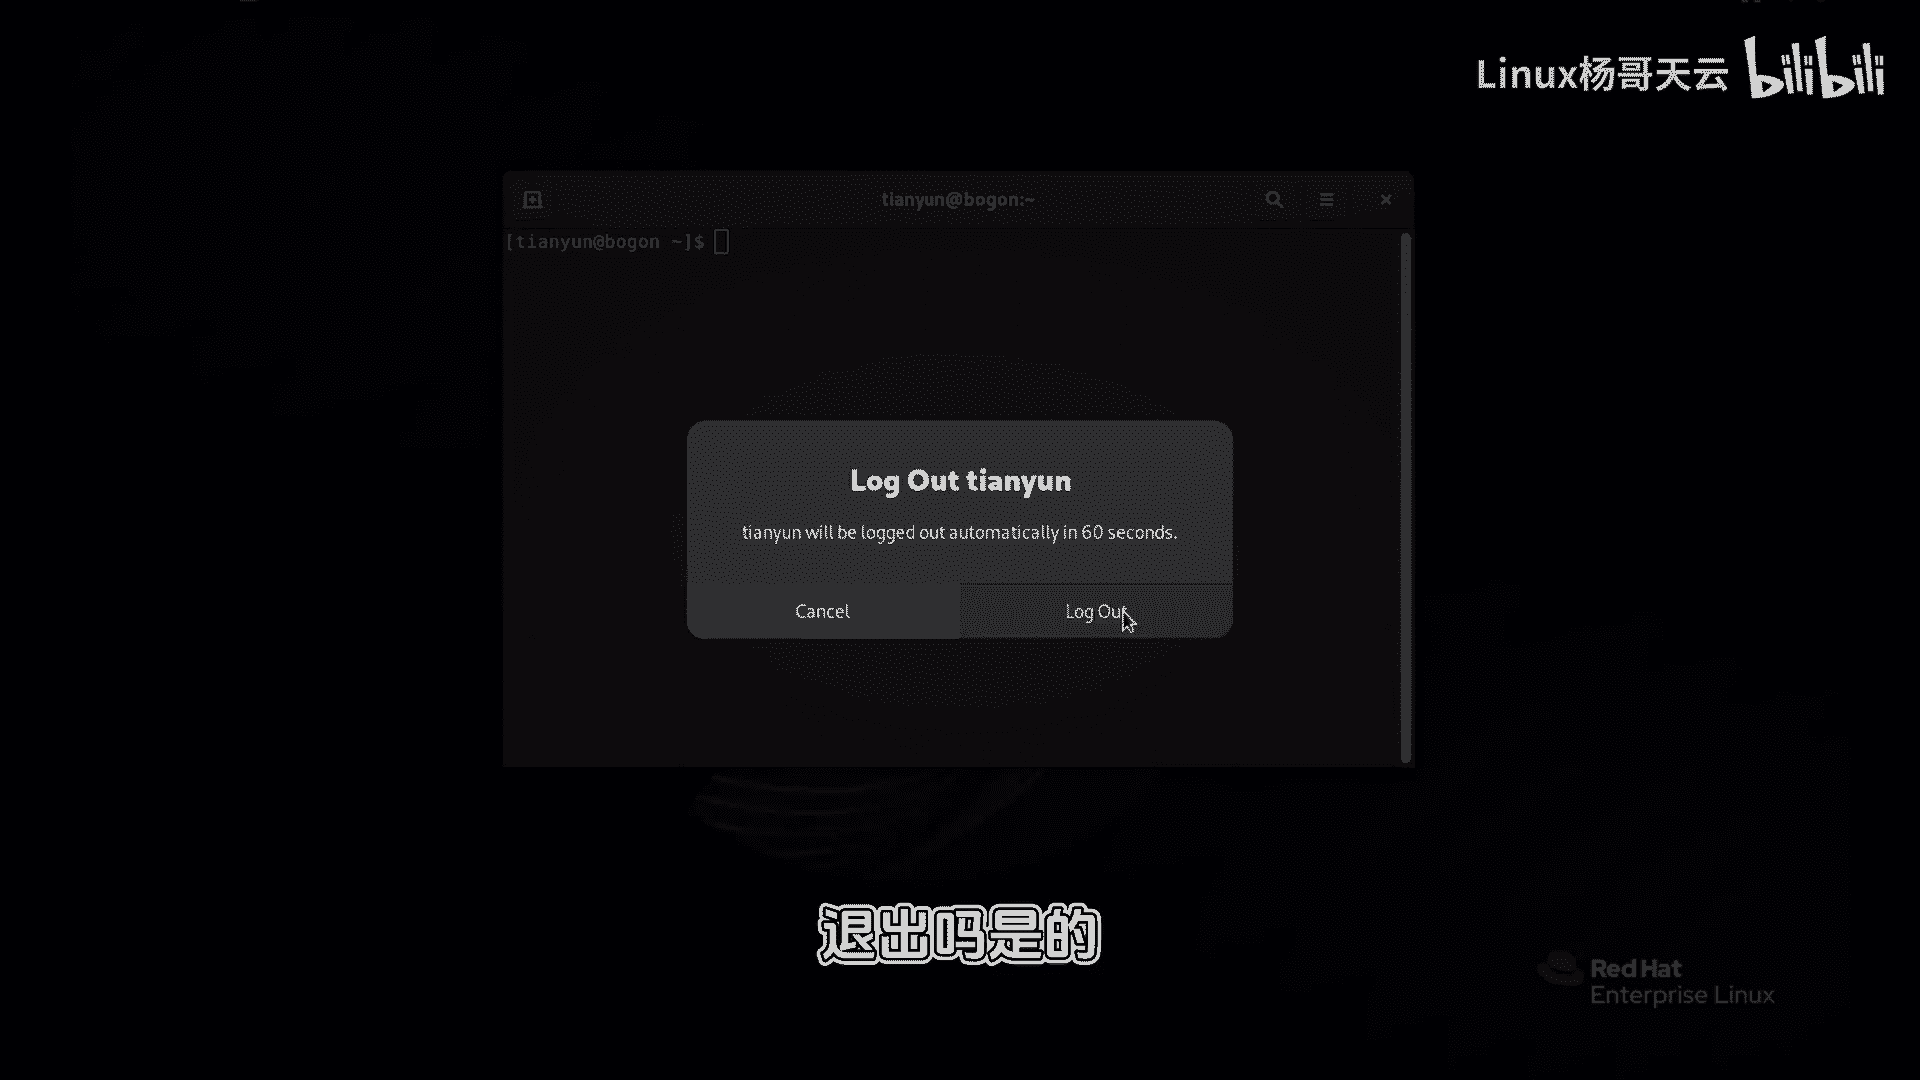 Linux杨哥天云 bilibili
tianyun@bogon:~
[tianyun@bogon ~]$
Log Out tianyun
tianyun will be logged out automatically in 60 seconds.
Cancel
Log Out
退出吗是的
Red Hat
Enterprise Linux